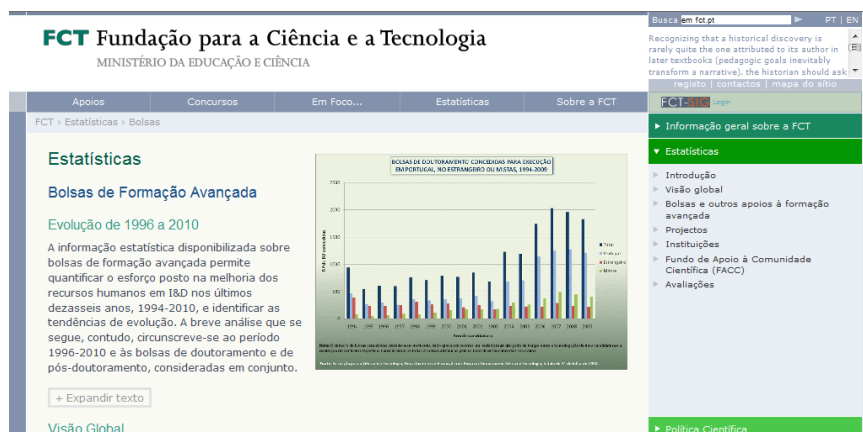 Busca em fct.pt PT | EN
FCT Fundação para a Ciência e a Tecnologia
MINISTÉRIO DA EDUCAÇÃO E CIÊNCIA
Recognizing that a historical discovery is
rarely quite the one attributed to its author in
later textbooks (pedagogic goals inevitably
transform a narrative), the historian should ask
registo | contactos | mapa do sítio
Apoios Concursos Em Foco... Estatísticas Sobre a FCT
FCT-SIG Login
FCT > Estatísticas > Bolsas
Estatísticas
Bolsas de Formação Avançada
Evolução de 1996 a 2010
A informação estatística disponibilizada sobre
bolsas de formação avançada permite
quantificar o esforço posto na melhoria dos
recursos humanos em I&D nos últimos
dezasseis anos, 1994-2010, e identificar as
tendências de evolução. A breve análise que se
segue, contudo, circunscreve-se ao período
1996-2010 e às bolsas de doutoramento e de
pós-doutoramento, consideradas em conjunto.
+ Expandir texto
Visão Global
BOLSAS DE DOUTORAMENTO CONCEDIDAS PARA EXECUÇÃO
EM PORTUGAL, NO ESTRANGEIRO OU MISTAS, 1994-2009
2500
2000
1500
1000
500
0
1994 1995 1996 1997 1998 1999 2000 2001 2002 2003 2004 2005 2006 2007 2008 2009
Total
Portugal
Estrangeiro
Mistas
Informação geral sobre a FCT
Estatísticas
Introdução
Visão global
Bolsas e outros apoios à formação
avançada
Projectos
Instituições
Fundo de Apoio à Comunidade
Científica (FACC)
Avaliações
Política Científica